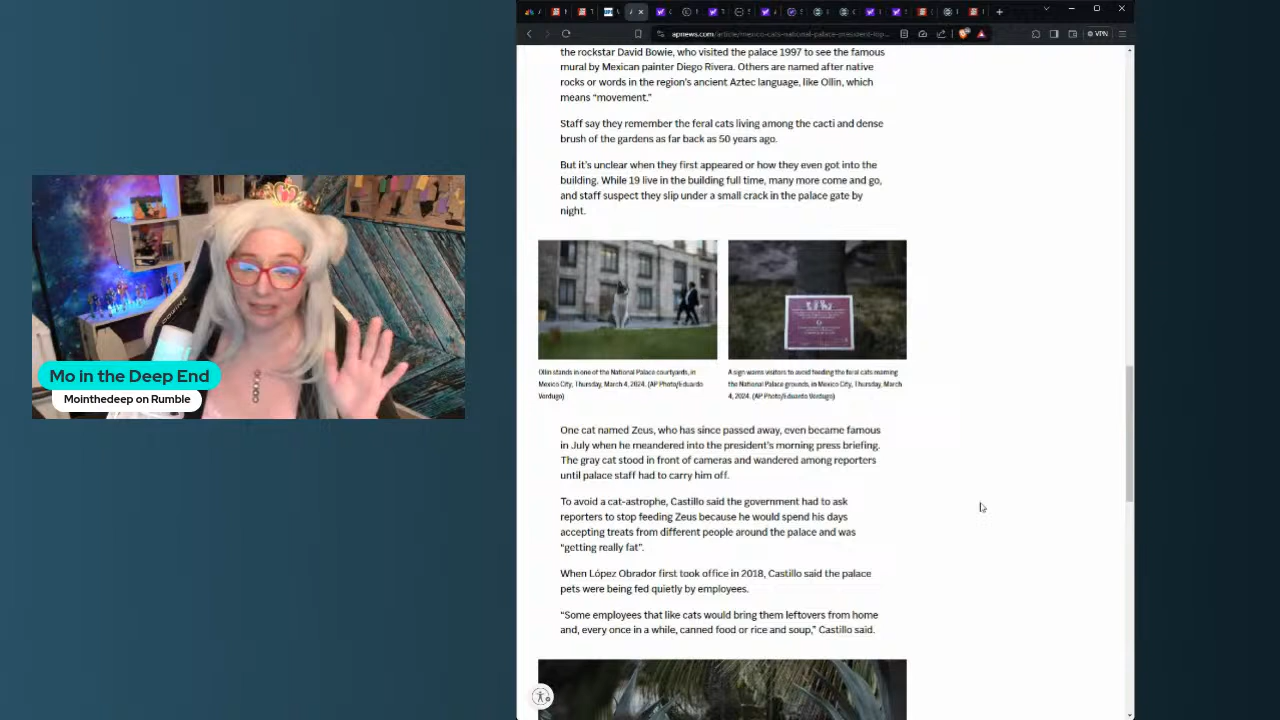 apnews.com/article/mexico-cats-national-palace-president-lop...
VPN
the rockstar David Bowie, who visited the palace 1997 to see the famous
mural by Mexican painter Diego Rivera. Others are named after native
rocks or words in the region's ancient Aztec language, like Ollin, which
means “movement.”
Staff say they remember the feral cats living among the cacti and dense
brush of the gardens as far back as 50 years ago.
But it's unclear when they first appeared or how they even got into the
building. While 19 live in the building full time, many more come and go,
and staff suspect they slip under a small crack in the palace gate by
night.
Ollin stands in one of the National Palace courtyards, in
Mexico City, Thursday, March 4, 2024. (AP Photo/Eduardo
Verdugo)
A sign warns visitors to avoid feeding the feral cats roaming
the National Palace grounds, in Mexico City, Thursday, March
4, 2024. (AP Photo/Eduardo Verdugo)
One cat named Zeus, who has since passed away, even became famous
in July when he meandered into the president's morning press briefing.
The gray cat stood in front of cameras and wandered among reporters
until palace staff had to carry him off.
To avoid a cat-astrophe, Castillo said the government had to ask
reporters to stop feeding Zeus because he would spend his days
accepting treats from different people around the palace and was
“getting really fat”.
When López Obrador first took office in 2018, Castillo said the palace
pets were being fed quietly by employees.
“Some employees that like cats would bring them leftovers from home
and, every once in a while, canned food or rice and soup,” Castillo said.
Mo in the Deep End
Mointhedeep on Rumble